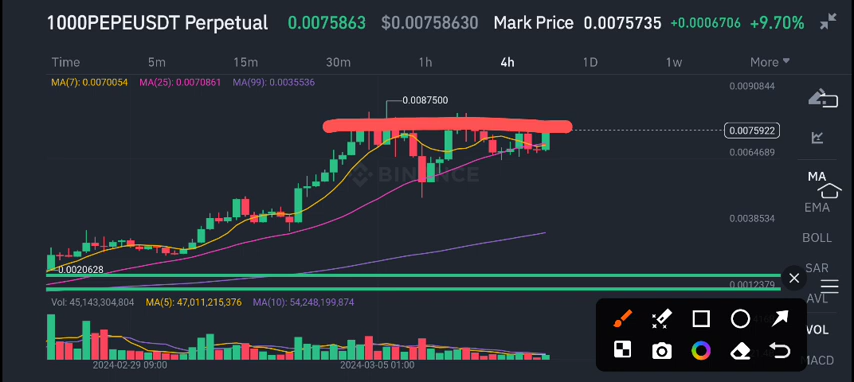 1000PEPEUSDT Perpetual 0.0075863 $0.00758630 Mark Price 0.0075735 +0.0006706 +9.70%
Time 5m 15m 30m 1h 4h 1D 1w More
MA(7): 0.0070054 MA(25): 0.0070861 MA(99): 0.0035536
0.0090844
0.0087500
0.0075922
0.0064689
BINANCE
MA
EMA
0.0038534
BOLL
0.0020628
SAR
0.0012379
AVL
Vol: 45,143,304,804 MA(5): 47,011,215,376 MA(10): 54,248,199,874
VOL
MACD
2024-02-29 09:00 2024-03-05 01:00